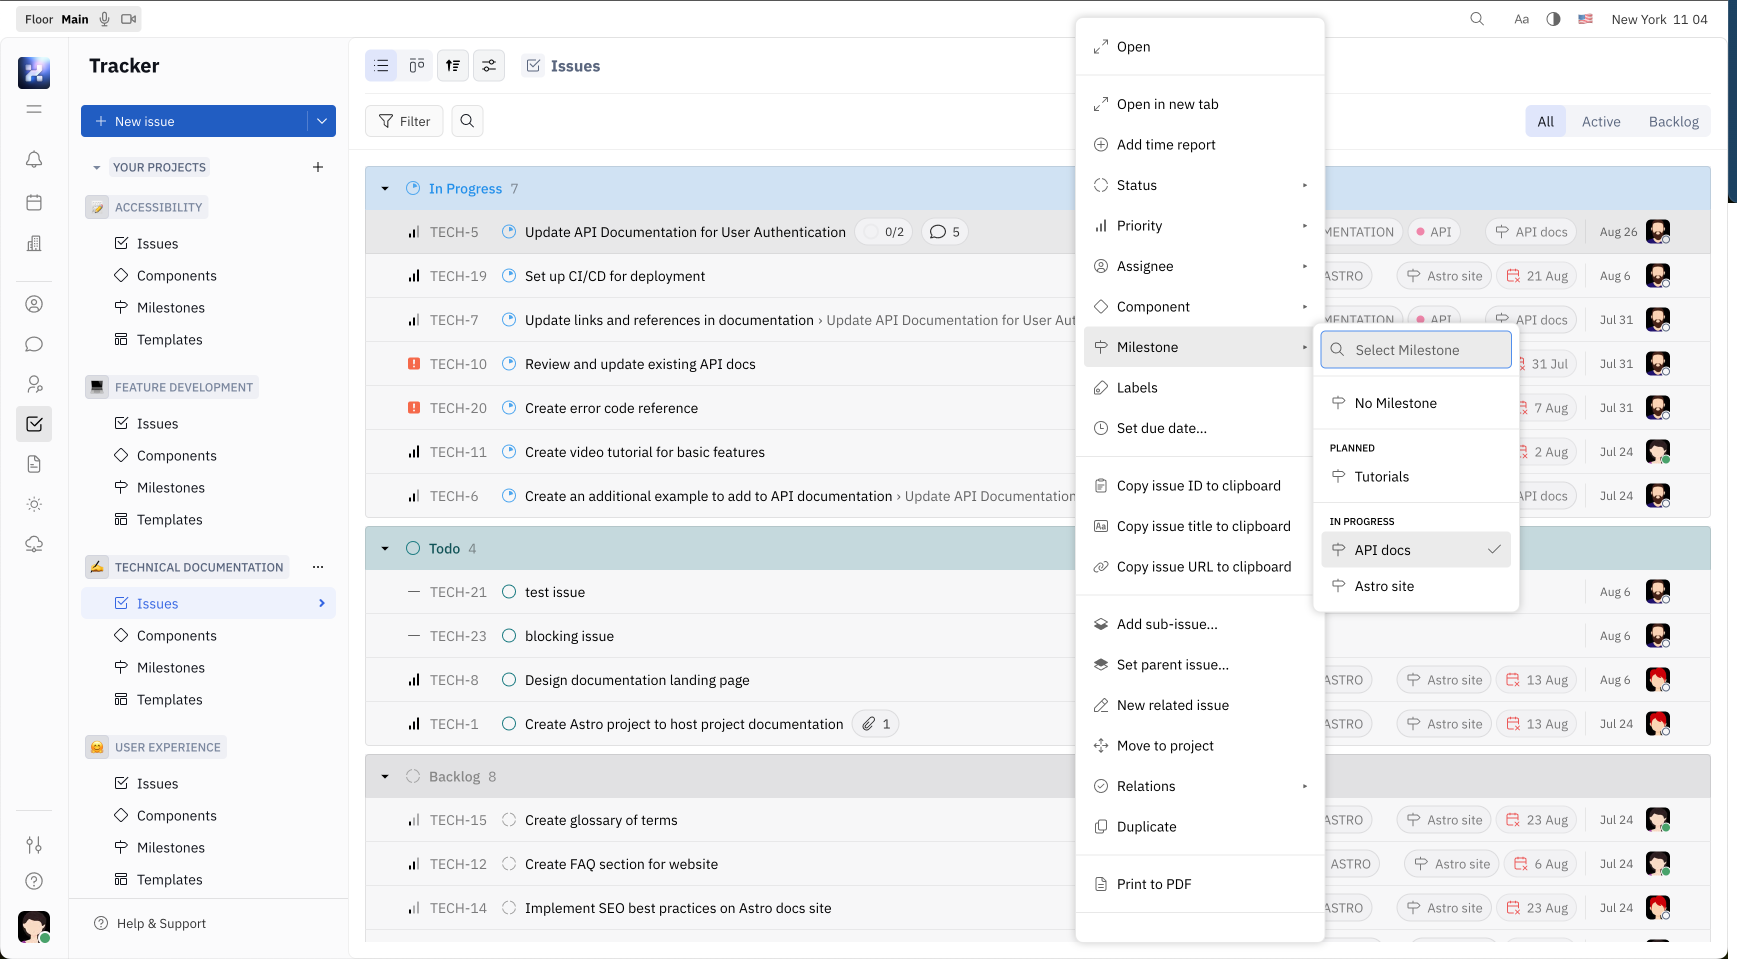 Floor Main
Aa
New York 11 04
Tracker
New issue
YOUR PROJECTS
ACCESSIBILITY
Issues
Components
Milestones
Templates
FEATURE DEVELOPMENT
Issues
Components
Milestones
Templates
TECHNICAL DOCUMENTATION
Issues
Components
Milestones
Templates
USER EXPERIENCE
Issues
Components
Milestones
Templates
Help & Support
Issues
Filter
All Active Backlog
In Progress 7
TECH-5 Update API Documentation for User Authentication 0/2 5 MENTATION API API docs Aug 26
TECH-19 Set up CI/CD for deployment ASTRO Astro site 21 Aug Aug 6
TECH-7 Update links and references in documentation › Update API Documentation for User Aut MENTATION API API docs Jul 31
TECH-10 Review and update existing API docs 31 Jul Jul 31
TECH-20 Create error code reference 7 Aug Jul 31
TECH-11 Create video tutorial for basic features 2 Aug Jul 24
TECH-6 Create an additional example to add to API documentation › Update API Documentation API docs Jul 24
Todo 4
TECH-21 test issue Aug 6
TECH-23 blocking issue Aug 6
TECH-8 Design documentation landing page ASTRO Astro site 13 Aug Aug 6
TECH-1 Create Astro project to host project documentation 1 ASTRO Astro site 13 Aug Jul 24
Backlog 8
TECH-15 Create glossary of terms ASTRO Astro site 23 Aug Jul 24
TECH-12 Create FAQ section for website ASTRO Astro site 6 Aug Jul 24
TECH-14 Implement SEO best practices on Astro docs site ASTRO Astro site 23 Aug Jul 24
Open
Open in new tab
Add time report
Status
Priority
Assignee
Component
Milestone
Labels
Set due date...
Copy issue ID to clipboard
Aa Copy issue title to clipboard
Copy issue URL to clipboard
Add sub-issue...
Set parent issue...
New related issue
Move to project
Relations
Duplicate
Print to PDF
Select Milestone
No Milestone
PLANNED
Tutorials
IN PROGRESS
API docs
Astro site